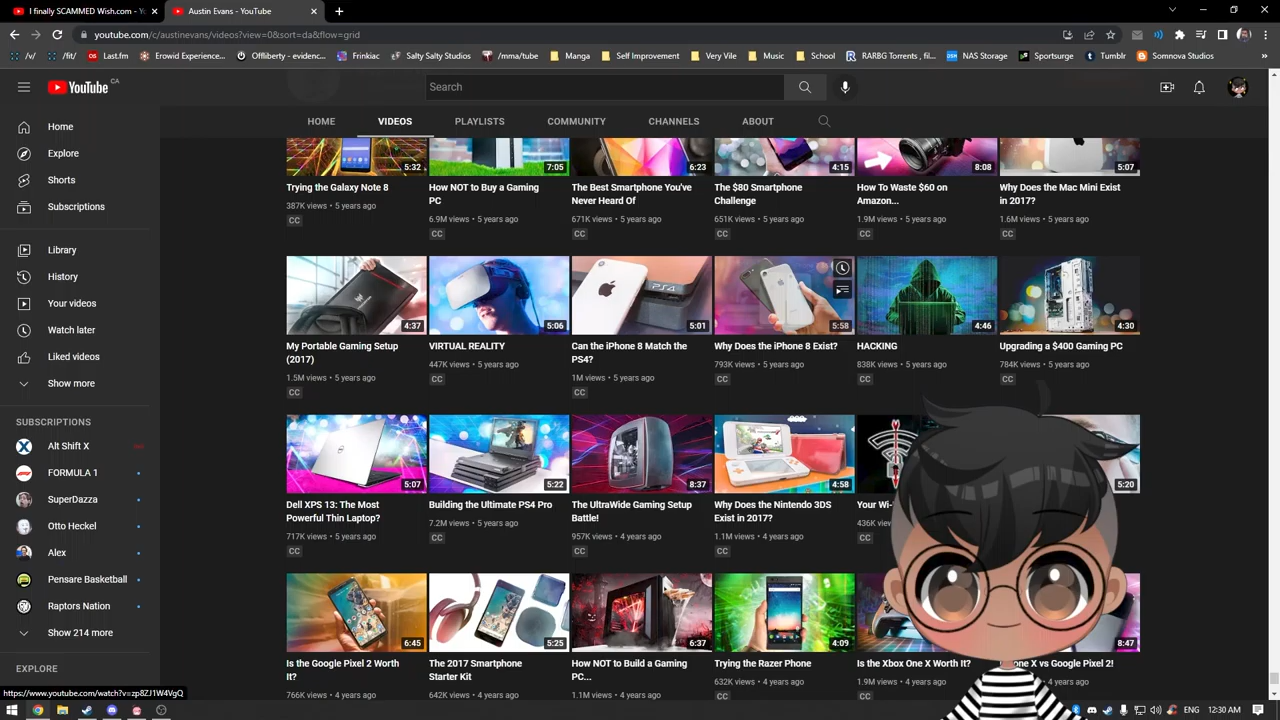 I finally SCAMMED Wish.com - Yo
Austin Evans - YouTube
youtube.com/c/austinevans/videos?view=0&sort=da&flow=grid
/v/
/fit/
Last.fm
Erowid Experience...
Offliberty - evidenc...
Frinkiac
Salty Salty Studios
/mma/tube
Manga
Self Improvement
Very Vile
Music
School
RARBG Torrents , fil...
NAS Storage
Sportsurge
Tumblr
Somnova Studios
»
YouTube CA
Search
HOME
VIDEOS
PLAYLISTS
COMMUNITY
CHANNELS
ABOUT
Home
Explore
Shorts
Subscriptions
Library
History
Your videos
Watch later
Liked videos
Show more
SUBSCRIPTIONS
Alt Shift X
FORMULA 1
SuperDazza
Otto Heckel
Alex
Pensare Basketball
Raptors Nation
Show 214 more
EXPLORE
5:32
7:05
6:23
4:15
8:08
5:07
Trying the Galaxy Note 8
387K views • 5 years ago
CC
How NOT to Buy a Gaming
PC
6.9M views • 5 years ago
CC
The Best Smartphone You've
Never Heard Of
671K views • 5 years ago
CC
The $80 Smartphone
Challenge
651K views • 5 years ago
CC
How To Waste $60 on
Amazon...
1.9M views • 5 years ago
CC
Why Does the Mac Mini Exist
in 2017?
1.6M views • 5 years ago
CC
4:37
5:06
PS4
5:01
5:58
4:46
4:30
My Portable Gaming Setup
(2017)
1.5M views • 5 years ago
CC
VIRTUAL REALITY
447K views • 5 years ago
CC
Can the iPhone 8 Match the
PS4?
1M views • 5 years ago
CC
Why Does the iPhone 8 Exist?
793K views • 5 years ago
CC
HACKING
838K views • 5 years ago
CC
Upgrading a $400 Gaming PC
784K views • 5 years ago
CC
5:07
5:22
8:37
4:58
5:20
Dell XPS 13: The Most
Powerful Thin Laptop?
717K views • 5 years ago
CC
Building the Ultimate PS4 Pro
7.2M views • 5 years ago
CC
The UltraWide Gaming Setup
Battle!
957K views • 4 years ago
CC
Why Does the Nintendo 3DS
Exist in 2017?
1.1M views • 4 years ago
CC
Your Wi-
436K view
CC
6:45
5:25
6:37
4:09
8:47
Is the Google Pixel 2 Worth
It?
766K views • 5 years ago
The 2017 Smartphone
Starter Kit
642K views • 5 years ago
How NOT to Build a Gaming
PC...
1.1M views • 4 years ago
Trying the Razer Phone
632K views • 4 years ago
Is the Xbox One X Worth It?
1.9M views • 4 years ago
one X vs Google Pixel 2!
1M views • 4 years ago
https://www.youtube.com/watch?v=zp8ZJ1W4VgQ
ENG
12:30 AM